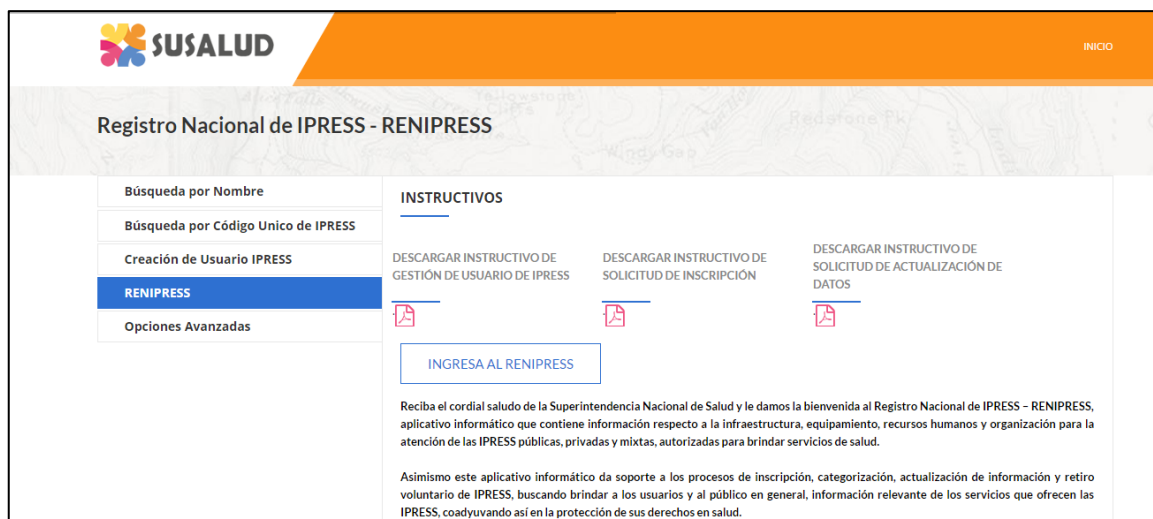 SUSALUD
INICIO
Yellowstone
Cliffs
Redstone Pk
Windy Gap
Registro Nacional de IPRESS - RENIPRESS
Búsqueda por Nombre
Búsqueda por Código Unico de IPRESS
Creación de Usuario IPRESS
RENIPRESS
Opciones Avanzadas
INSTRUCTIVOS
DESCARGAR INSTRUCTIVO DE
GESTIÓN DE USUARIO DE IPRESS
DESCARGAR INSTRUCTIVO DE
SOLICITUD DE INSCRIPCIÓN
DESCARGAR INSTRUCTIVO DE
SOLICITUD DE ACTUALIZACIÓN DE
DATOS
INGRESA AL RENIPRESS
Reciba el cordial saludo de la Superintendencia Nacional de Salud y le damos la bienvenida al Registro Nacional de IPRESS – RENIPRESS,
aplicativo informático que contiene información respecto a la infraestructura, equipamiento, recursos humanos y organización para la
atención de las IPRESS públicas, privadas y mixtas, autorizadas para brindar servicios de salud.
Asimismo este aplicativo informático da soporte a los procesos de inscripción, categorización, actualización de información y retiro
voluntario de IPRESS, buscando brindar a los usuarios y al público en general, información relevante de los servicios que ofrecen las
IPRESS, coadyuvando así en la protección de sus derechos en salud.